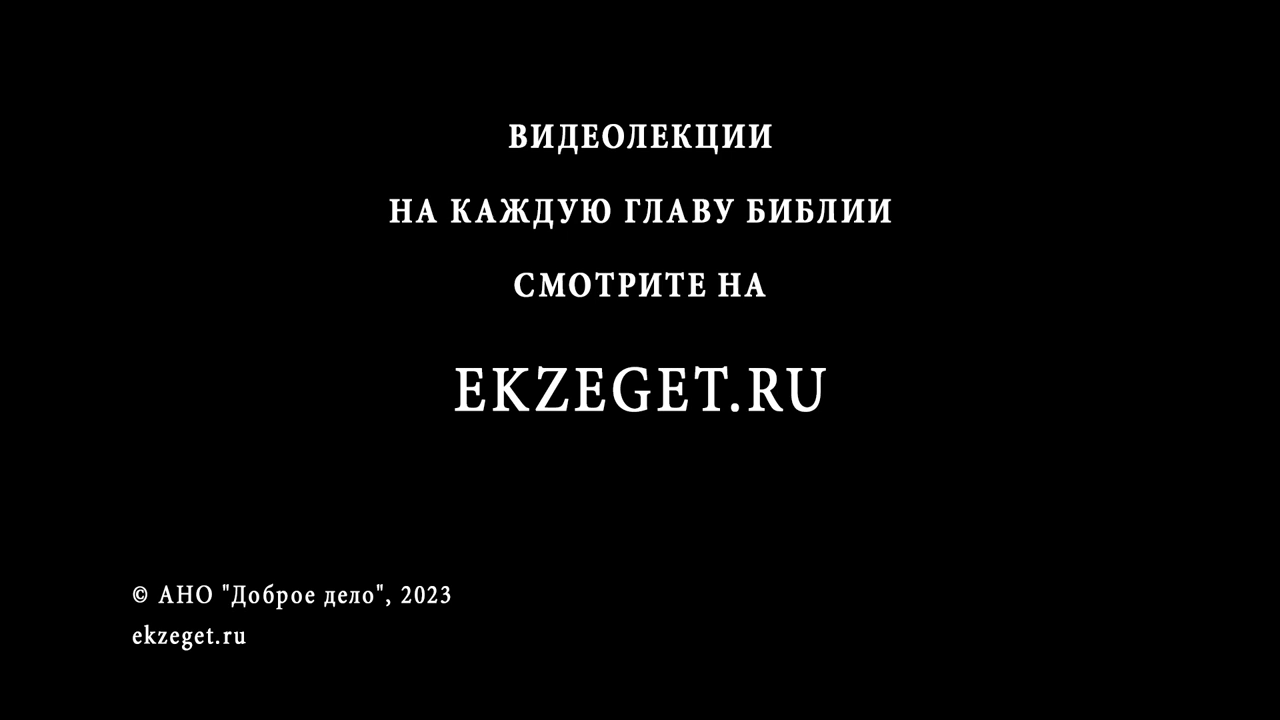 ВИДЕОЛЕКЦИИ
НА КАЖДУЮ ГЛАВУ БИБЛИИ
СМОТРИТЕ НА
EKZEGET.RU
© АНО "Доброе дело", 2023
ekzeget.ru